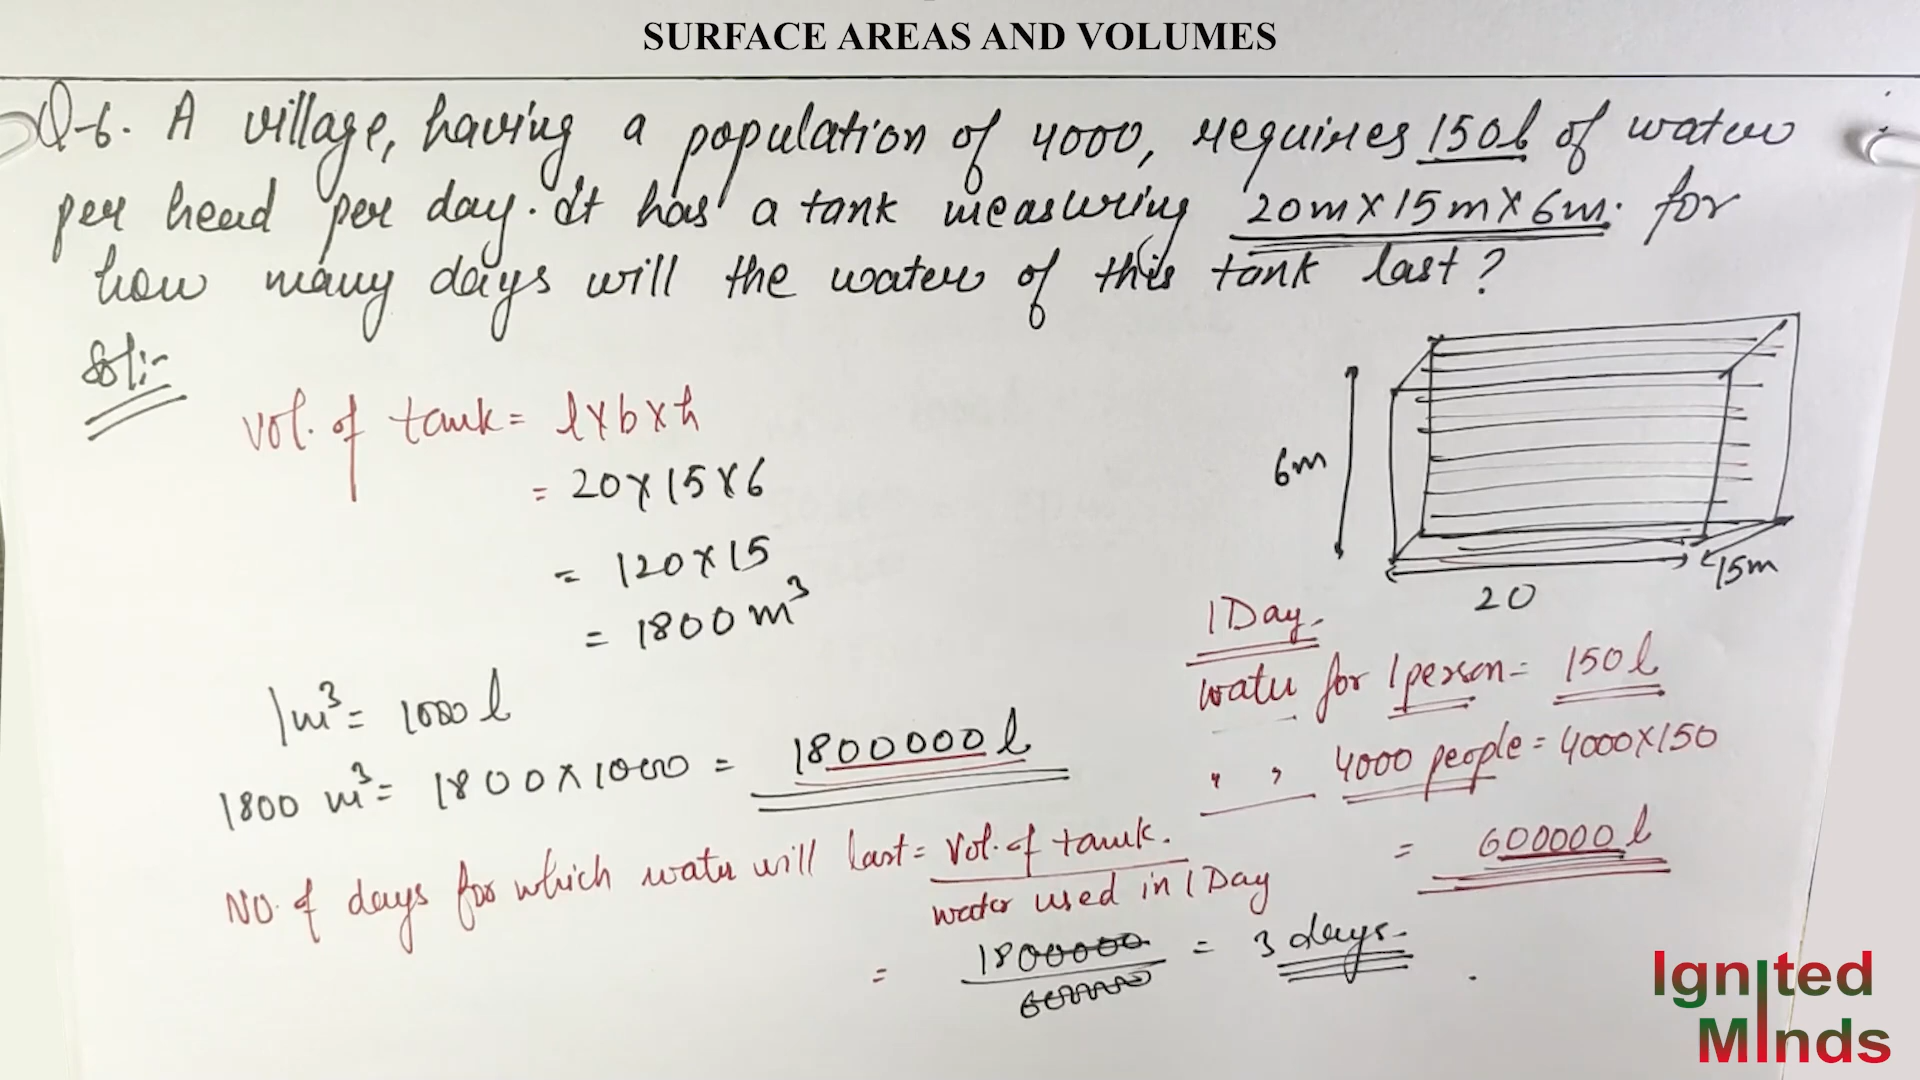 SURFACE AREAS AND VOLUMES
Q-6. A village, having a population of 4000, requires 150l of water
per head per day. It has a tank measuring 20m×15m×6m. for
how many days will the water of this tank last?
Sol:-
Vol. of tank = l×b×h
= 20×15×6
= 120×15
= 1800 m³
1m³ = 1000 l
1800 m³ = 1800×1000 = 1800000 l
6m
20
15m
1 Day.
water for 1 person = 150 l
" " 4000 people = 4000×150
= 600000 l
No. of days for which water will last = Vol. of tank.
water used in 1 Day
= 1800000 = 3 days.
600000
Ignited
Minds